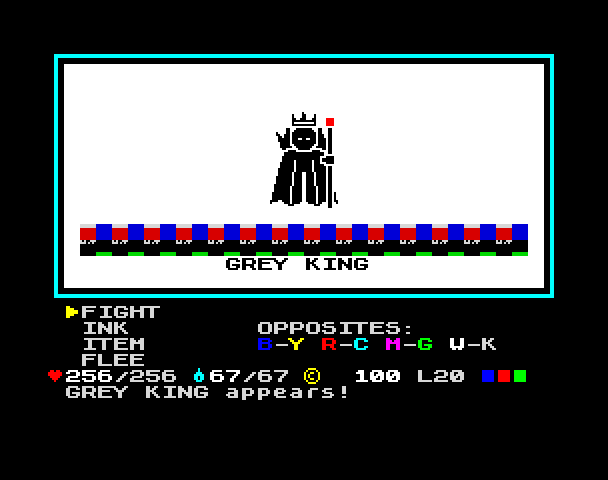 GREY KING
FIGHT
INK OPPOSITES:
ITEM B-Y R-C M-G W-K
FLEE
256/256 67/67 © 100 L20
GREY KING appears!